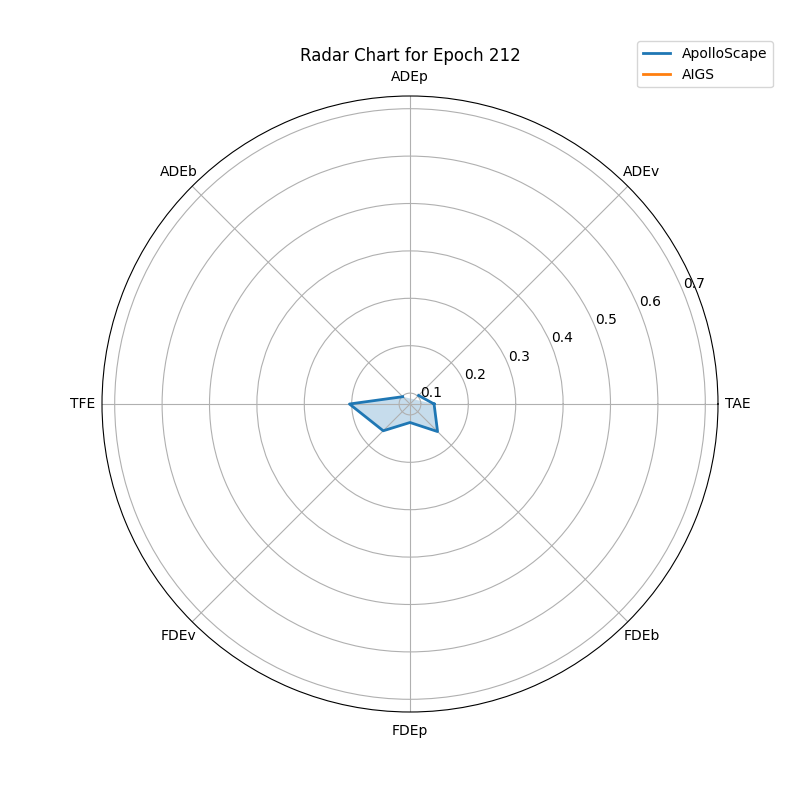 ApolloScape
AIGS
Radar Chart for Epoch 212
ADEp
ADEb
ADEv
0.7
0.6
0.5
0.4
0.3
0.2
0.1
TFE
TAE
FDEv
FDEb
FDEp